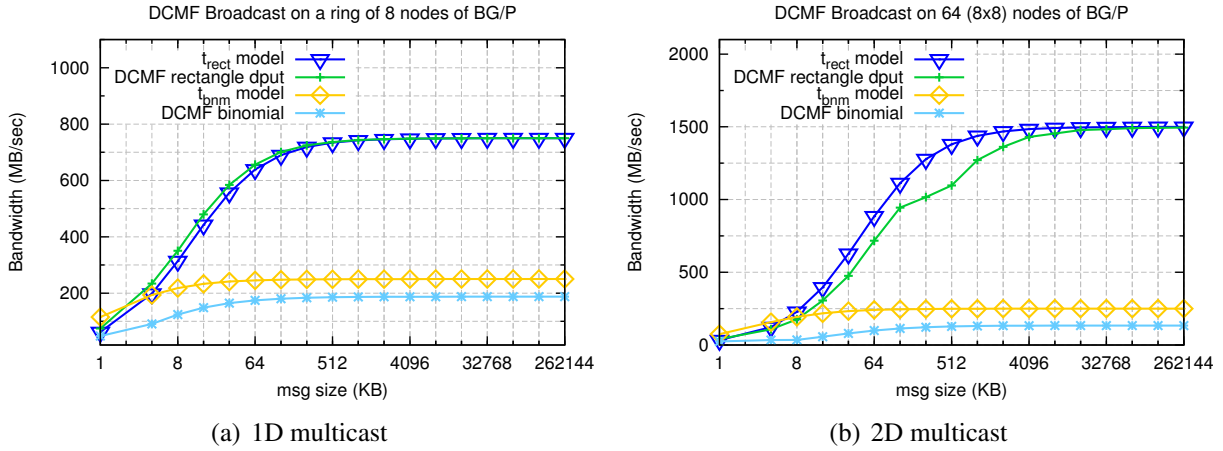 DCMF Broadcast on a ring of 8 nodes of BG/P
1000
800
600
400
200
Bandwidth (MB/sec)
t_rect model
DCMF rectangle dput
t_bnm model
DCMF binomial
1 8 64 512 4096 32768 262144
msg size (KB)
(a) 1D multicast
DCMF Broadcast on 64 (8x8) nodes of BG/P
2000
1500
1000
500
0
Bandwidth (MB/sec)
t_rect model
DCMF rectangle dput
t_bnm model
DCMF binomial
1 8 64 512 4096 32768 262144
msg size (KB)
(b) 2D multicast